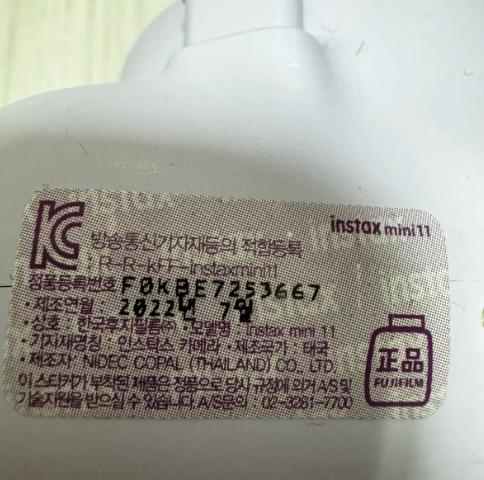 instax mini 11
방송통신기자재등의 적합등록
R-R-kFF-instaxmini11
정품등록번호 F0KBE7253667
• 제조연월 2022년 7월
• 상호 : 한국후지필름㈜ • 모델명 : Instax mini 11
• 기자재명칭 : 인스탁스 카메라 • 제조국가 : 태국
• 제조자 : NIDEC COPAL (THAILAND) CO., LTD.
이 스티커가 부착된 제품은 정품으로 당사 규정에 의거 A/S 및
기술지원을 받으실 수 있습니다. A/S문의 : 02-3281-7700
正品
FUJIFILM